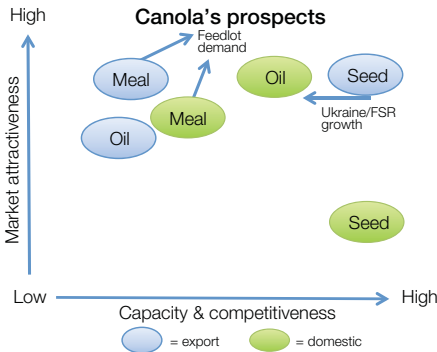 Canola's prospects
High
Feedlot
demand
Meal
Oil
Seed
Meal
Oil
Ukraine/FSR
growth
Seed
Market attractiveness
Low
High
Capacity & competitiveness
= export
= domestic